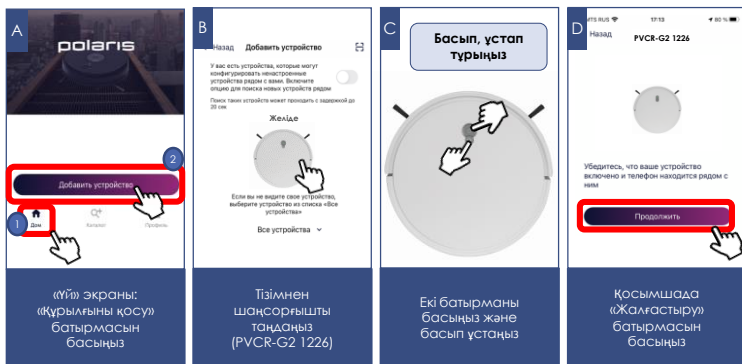 A
polaris
2
Добавить устройство
1
Дом
Каталог
Профиль
«Үй» экраны:
«Құрылғыны қосу»
батырмасын
басыңыз
B
Назад
Добавить устройство
У вас есть устройства, которые могут
конфигурировать ненастроенные
устройства рядом с вами. Включите
опцию для поиска новых устройств рядом
Поиск таких устройств может проходить с задержкой до
20 сек
Желіде
Если вы не видите свое устройство,
выберите устройство из списка «Все
устройства»
Все устройства
Тізімнен
шаңсорғышты
таңдаңыз
(PVCR-G2 1226)
C
Басып, ұстап
тұрыңыз
Екі батырманы
басыңыз және
басып ұстаңыз
D
MTS RUS
17:13
80 %
Назад
PVCR-G2 1226
Убедитесь, что ваше устройство
включено и телефон находится рядом с
ним
Продолжить
Қосымшада
«Жалғастыру»
батырмасын
басыңыз